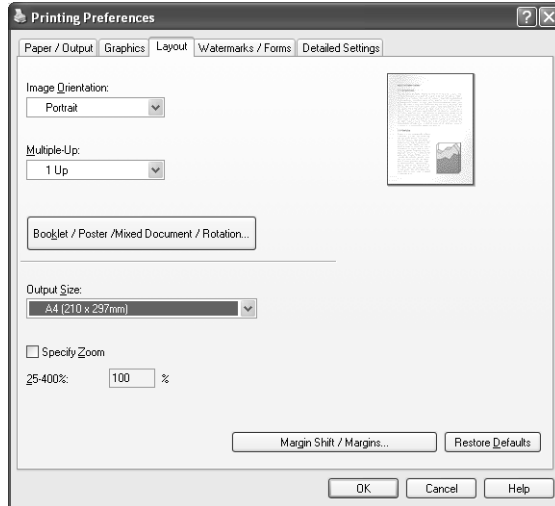 Printing Preferences
Paper / Output Graphics Layout Watermarks / Forms Detailed Settings
Image Orientation:
Portrait
Multiple-Up:
1 Up
Booklet / Poster /Mixed Document / Rotation...
Output Size:
A4 (210 x 297mm)
Specify Zoom
25-400%: 100 %
Margin Shift / Margins... Restore Defaults
OK Cancel Help